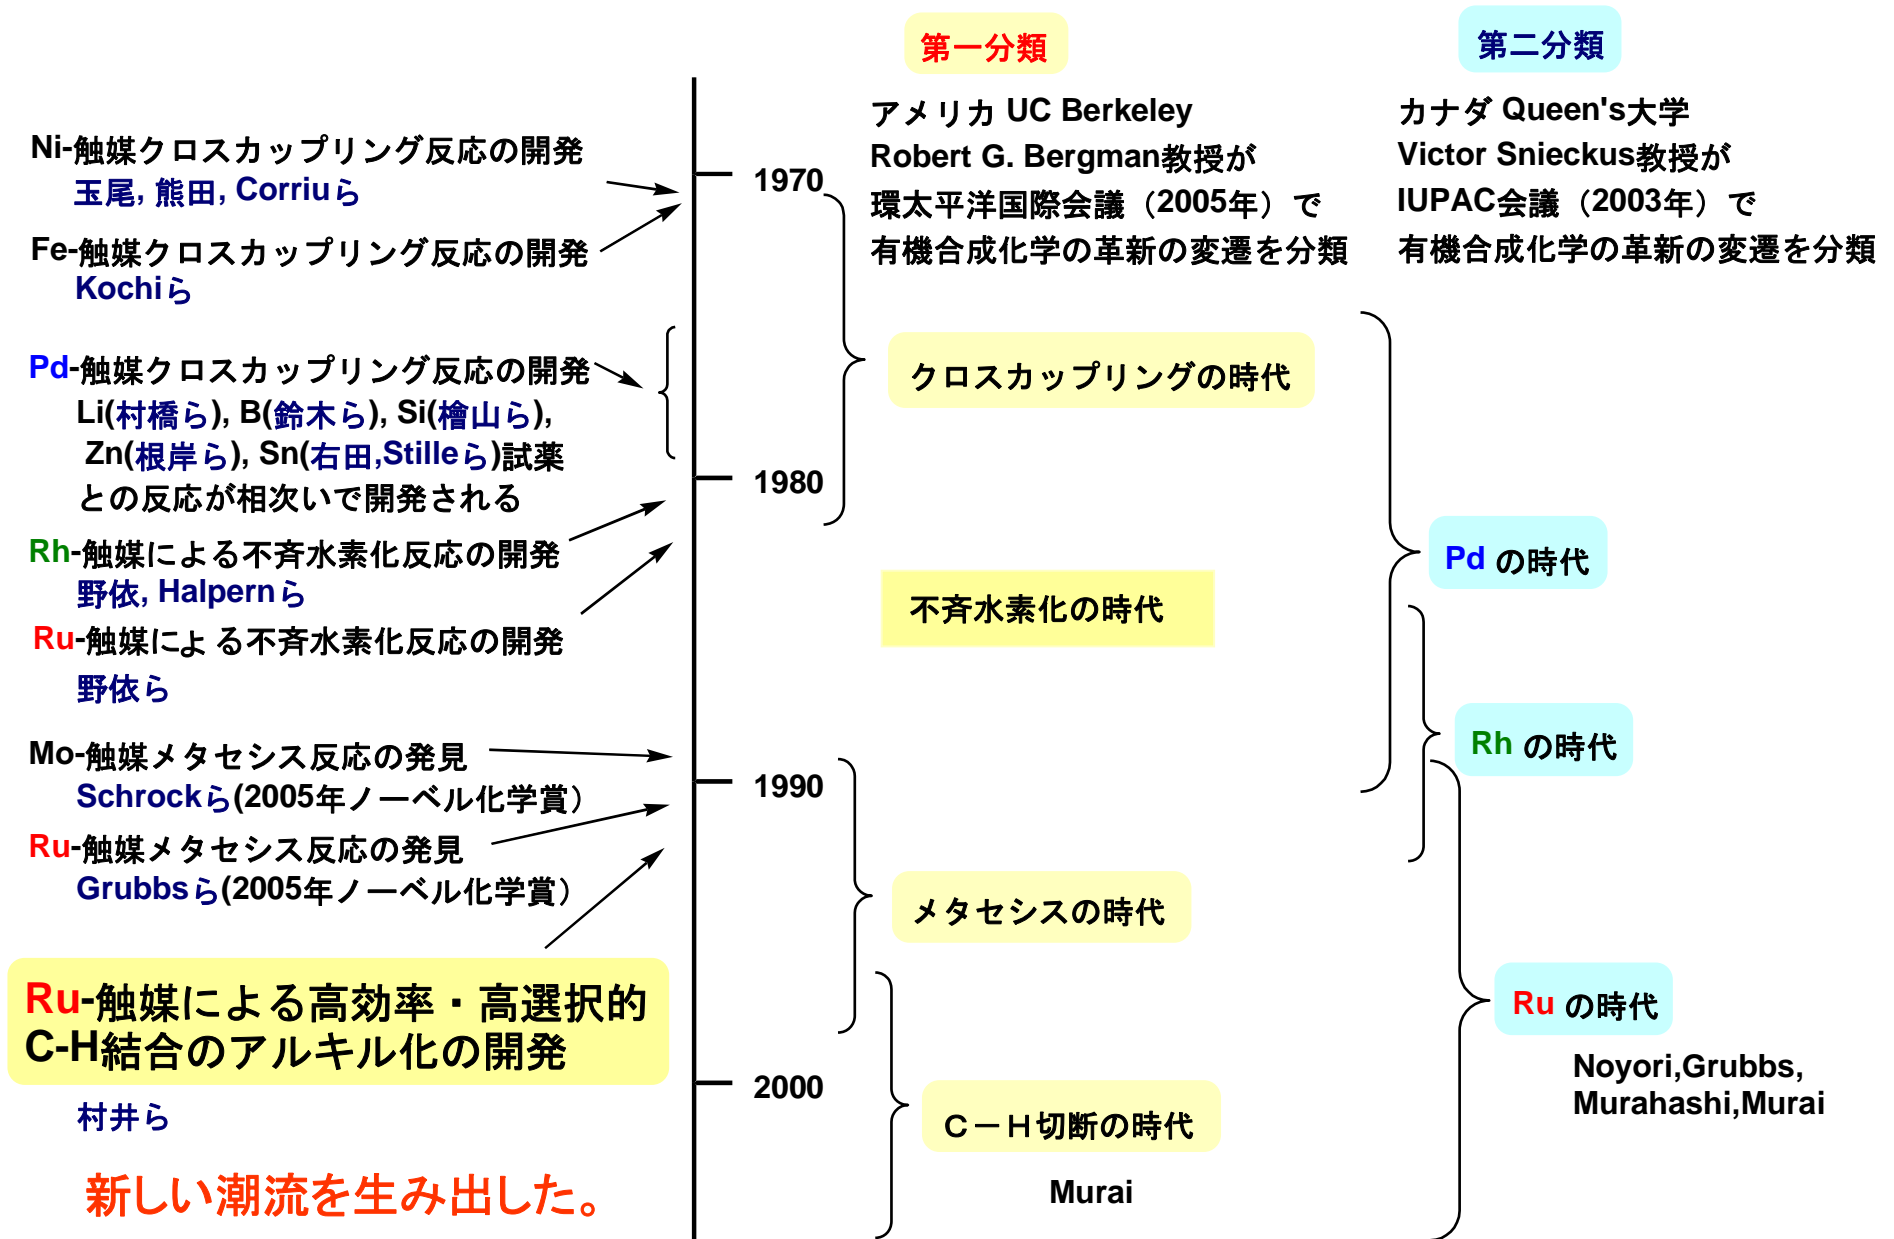 第一分類
アメリカ UC Berkeley
Robert G. Bergman教授が
環太平洋国際会議（2005年）で
有機合成化学の革新の変遷を分類
第二分類
カナダ Queen's大学
Victor Snieckus教授が
IUPAC会議（2003年）で
有機合成化学の革新の変遷を分類
Ni-触媒クロスカップリング反応の開発
玉尾, 熊田, Corriuら
Fe-触媒クロスカップリング反応の開発
Kochiら
Pd-触媒クロスカップリング反応の開発
Li(村橋ら), B(鈴木ら), Si(檜山ら),
Zn(根岸ら), Sn(右田,Stilleら)試薬
との反応が相次いで開発される
Rh-触媒による不斉水素化反応の開発
野依, Halpernら
Ru-触媒による不斉水素化反応の開発
野依ら
Mo-触媒メタセシス反応の発見
Schrockら(2005年ノーベル化学賞）
Ru-触媒メタセシス反応の発見
Grubbsら(2005年ノーベル化学賞）
Ru-触媒による高効率・高選択的
C-H結合のアルキル化の開発
村井ら
新しい潮流を生み出した。
1970
1980
1990
2000
クロスカップリングの時代
不斉水素化の時代
メタセシスの時代
Ｃ－Ｈ切断の時代
Murai
Pd の時代
Rh の時代
Ru の時代
Noyori,Grubbs,
Murahashi,Murai